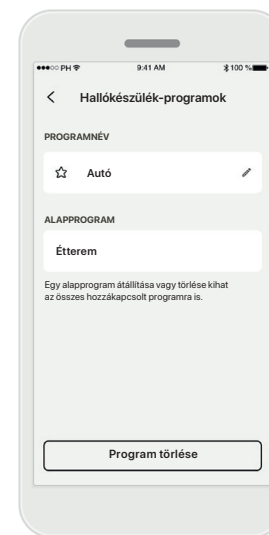 PH 9:41 AM 100 %
Hallókészülék-programok
PROGRAMNÉV
Autó
ALAPPROGRAM
Étterem
Egy alapprogram átállítása vagy törlése kihat
az összes hozzákapcsolt programra is.
Program törlése